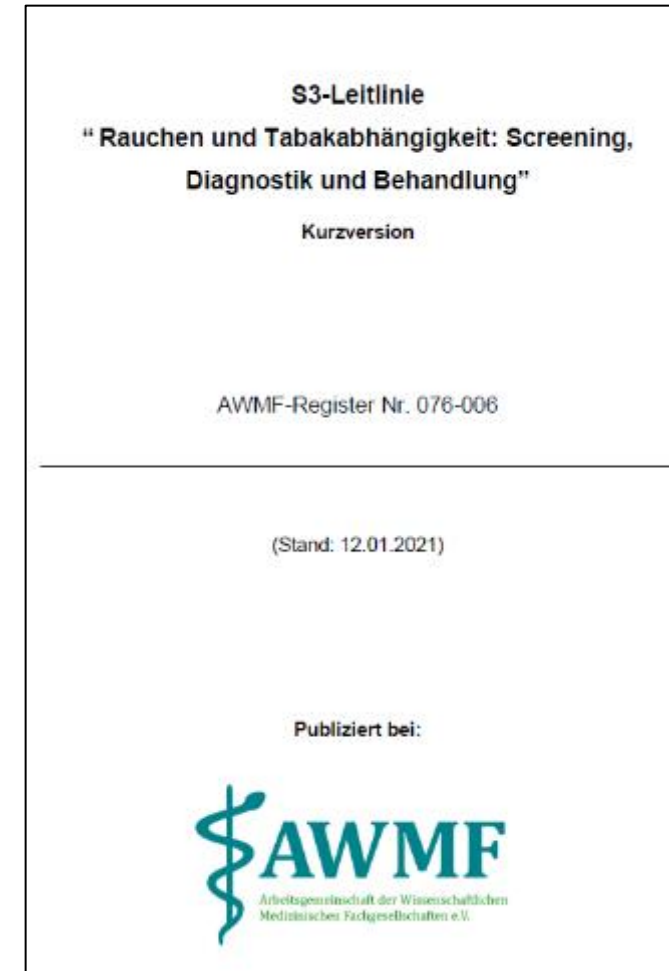 S3-Leitlinie
“ Rauchen und Tabakabhängigkeit: Screening,
Diagnostik und Behandlung”
Kurzversion
AWMF-Register Nr. 076-006
(Stand: 12.01.2021)
Publiziert bei:
AWMF
Arbeitsgemeinschaft der Wissenschaftlichen
Medizinischen Fachgesellschaften e.V.